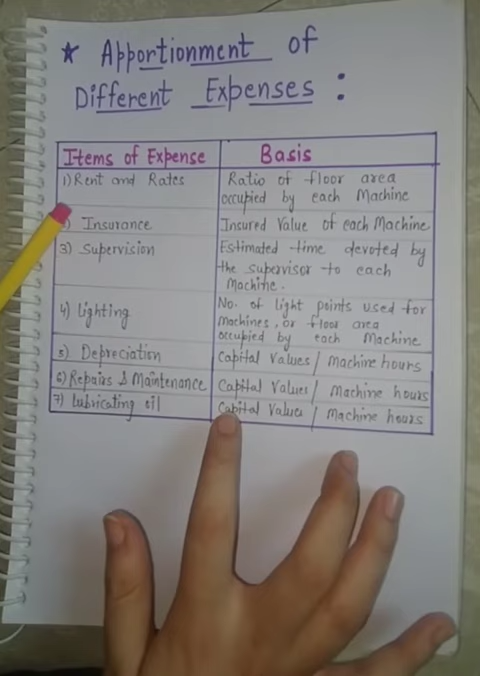 * Apportionment of
Different Expenses :
Items of Expense Basis
1) Rent and Rates Ratio of floor area
occupied by each Machine
) Insurance Insured Value of each Machine
3) Supervision Estimated time devoted by
the supervisor to each
Machine.
4) Lighting No. of light points used for
Machines, or floor area
occupied by each Machine
5) Depreciation Capital Values / Machine hours
6) Repairs & Maintenance Capital Values / Machine hours
7) Lubricating oil Capital Values / Machine hours